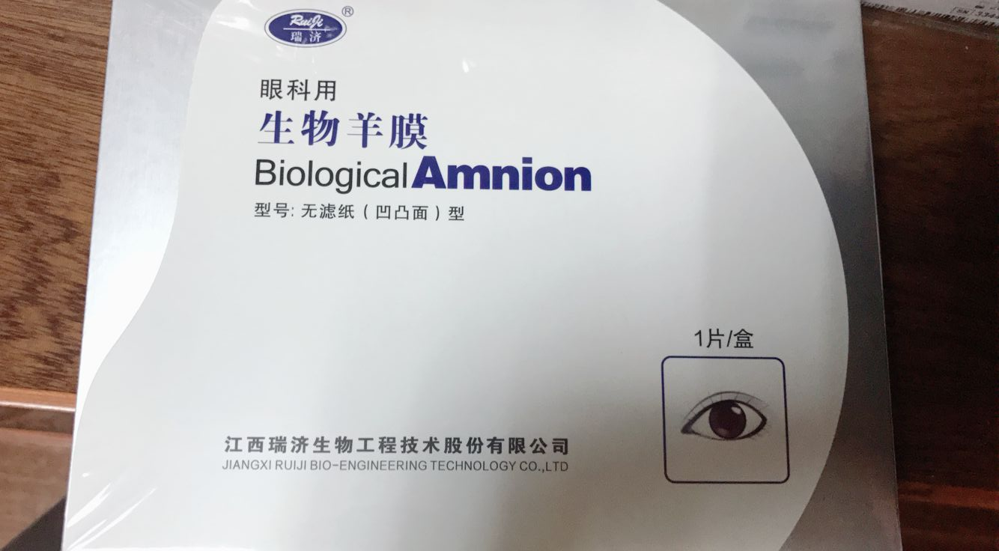 RuiJi®
瑞济
眼科用
生物羊膜
Biological Amnion
型号: 无滤纸(凹凸面)型
1片/盒
江西瑞济生物工程技术股份有限公司
JIANGXI RUIJI BIO-ENGINEERING TECHNOLOGY CO.,LTD